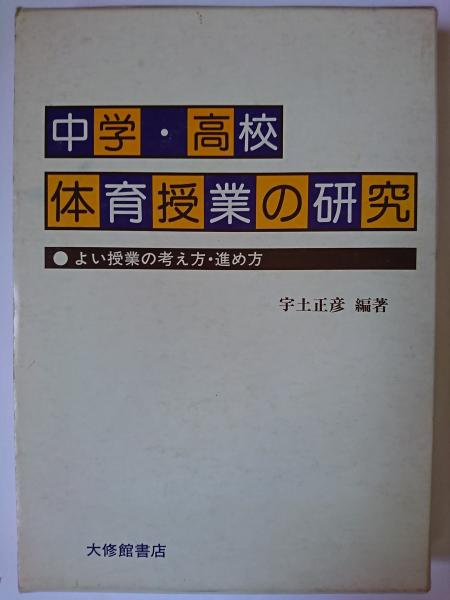 中学・高校
体育授業の研究
●よい授業の考え方・進め方
宇土正彦 編著
大修館書店